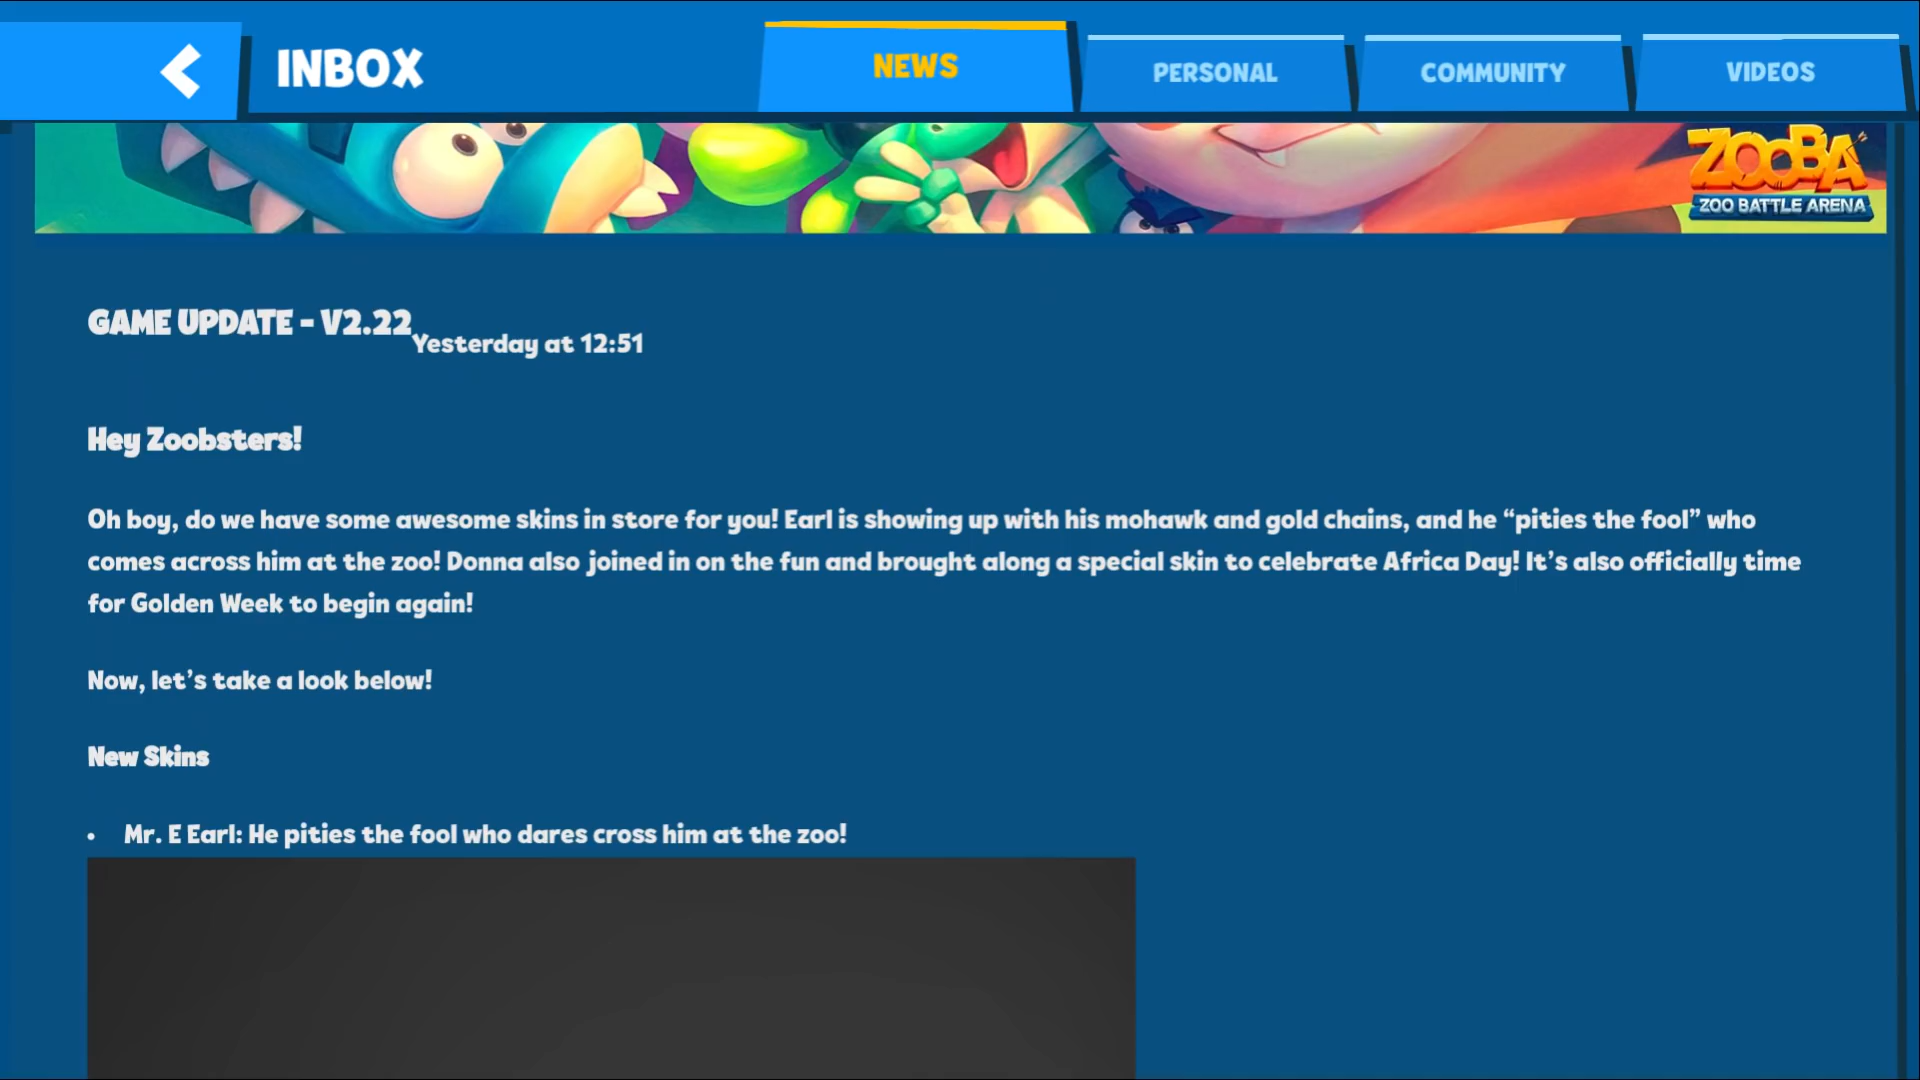 INBOX
NEWS
PERSONAL
COMMUNITY
VIDEOS
ZOOBA
ZOO BATTLE ARENA
GAME UPDATE - V2.22
Yesterday at 12:51
Hey Zoobsters!
Oh boy, do we have some awesome skins in store for you! Earl is showing up with his mohawk and gold chains, and he “pities the fool” who
comes across him at the zoo! Donna also joined in on the fun and brought along a special skin to celebrate Africa Day! It’s also officially time
for Golden Week to begin again!
Now, let’s take a look below!
New Skins
• Mr. E Earl: He pities the fool who dares cross him at the zoo!